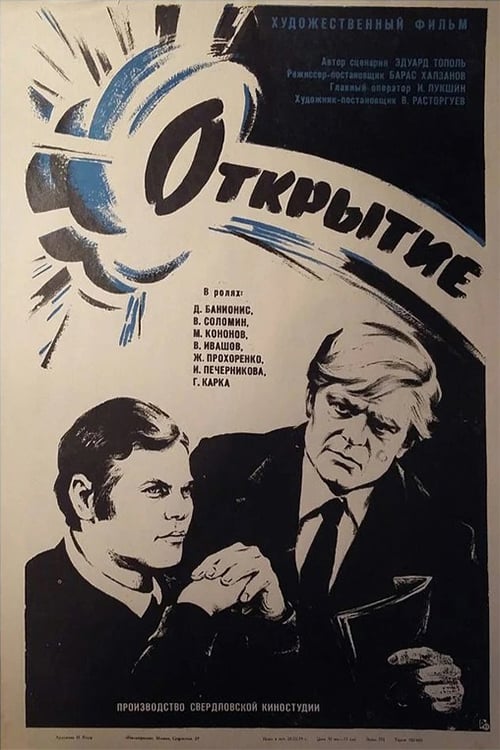 ХУДОЖЕСТВЕННЫЙ ФИЛЬМ
Автор сценария ЭДУАРД ТОПОЛЬ
Режиссер-постановщик БАРАС ХАЛЗАНОВ
Главный оператор И. ЛУКШИН
Художник-постановщик В. РАСТОРГУЕВ
ОТКРЫТИЕ
В ролях:
Д. БАНИОНИС,
В. СОЛОМИН,
М. КОНОНОВ,
В. ИВАШОВ,
Ж. ПРОХОРЕНКО,
И. ПЕЧЕРНИКОВА,
Г. КАРКА
ПРОИЗВОДСТВО СВЕРДЛОВСКОЙ КИНОСТУДИИ